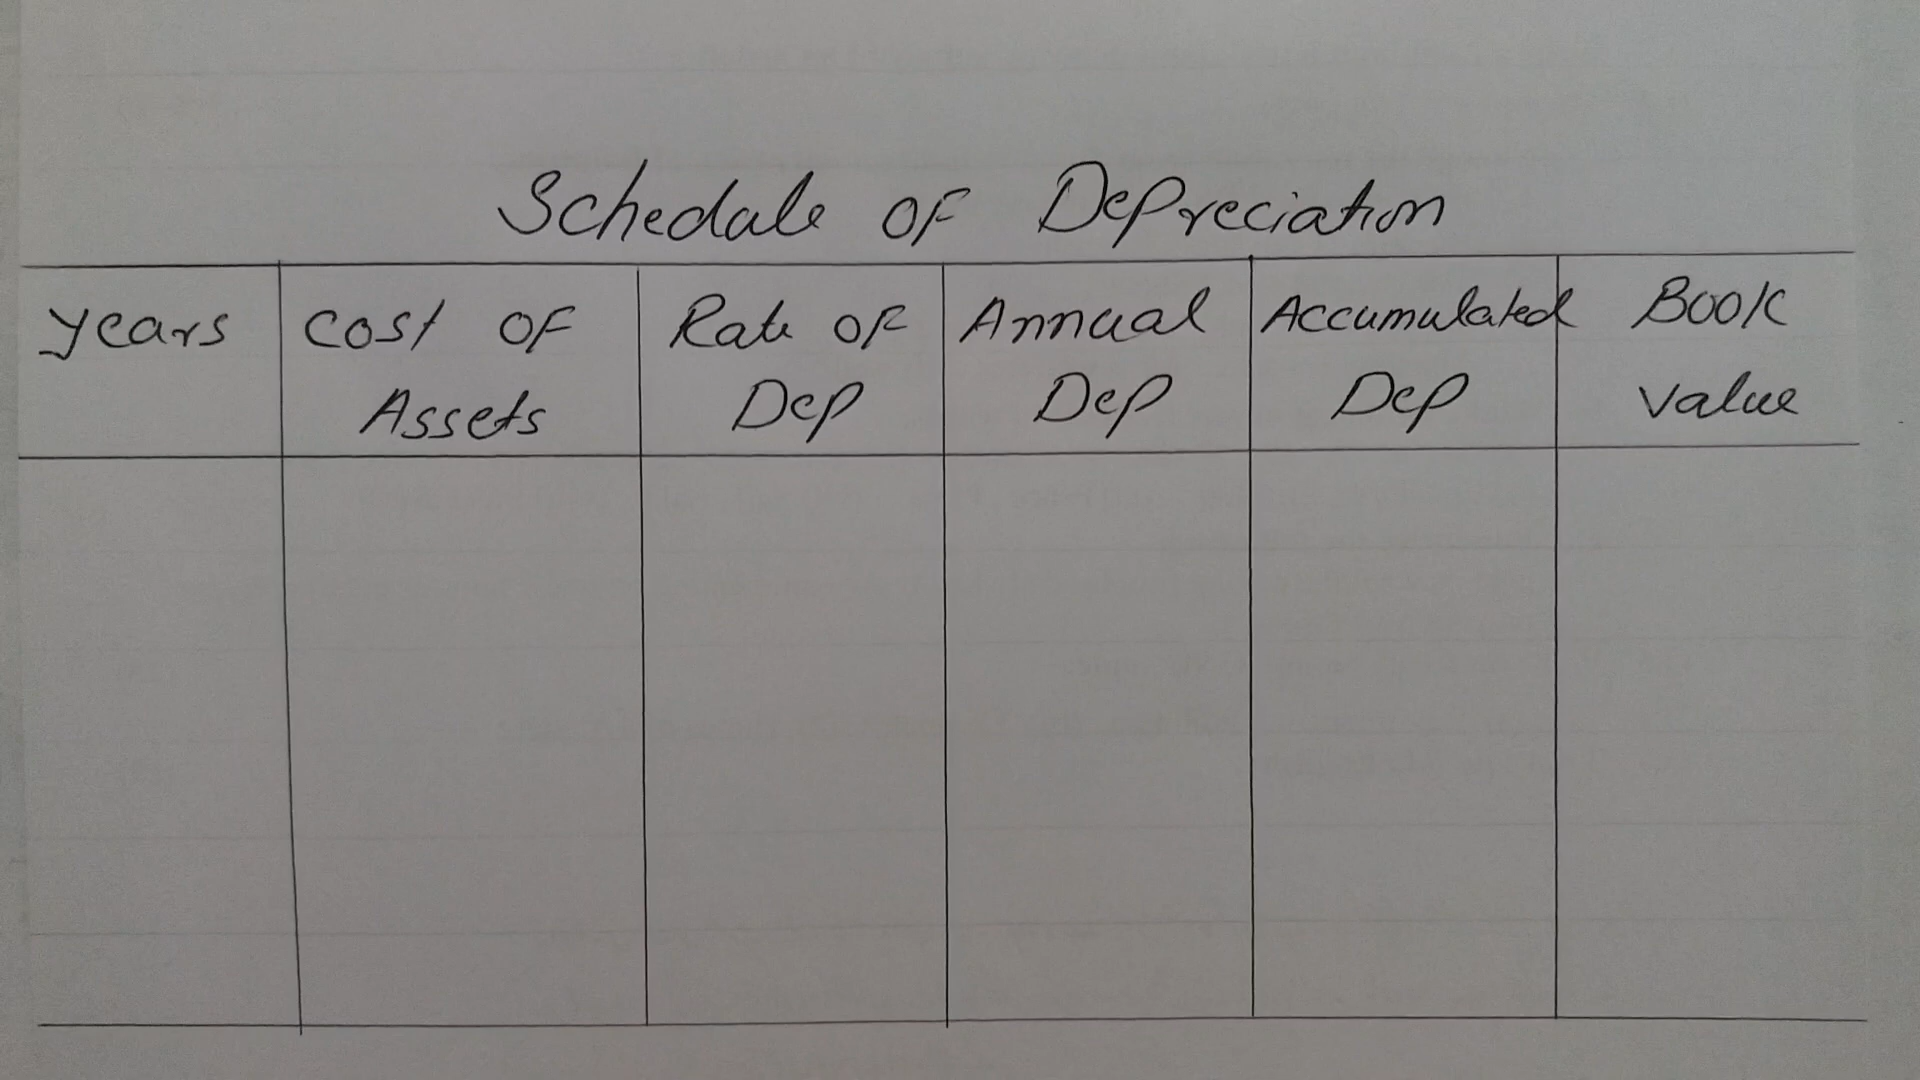 Schedule OF Depreciation
years
Cost OF
Assets
Rate OF
Dep
Annual
Dep
Accumulated
Dep
Book
Value